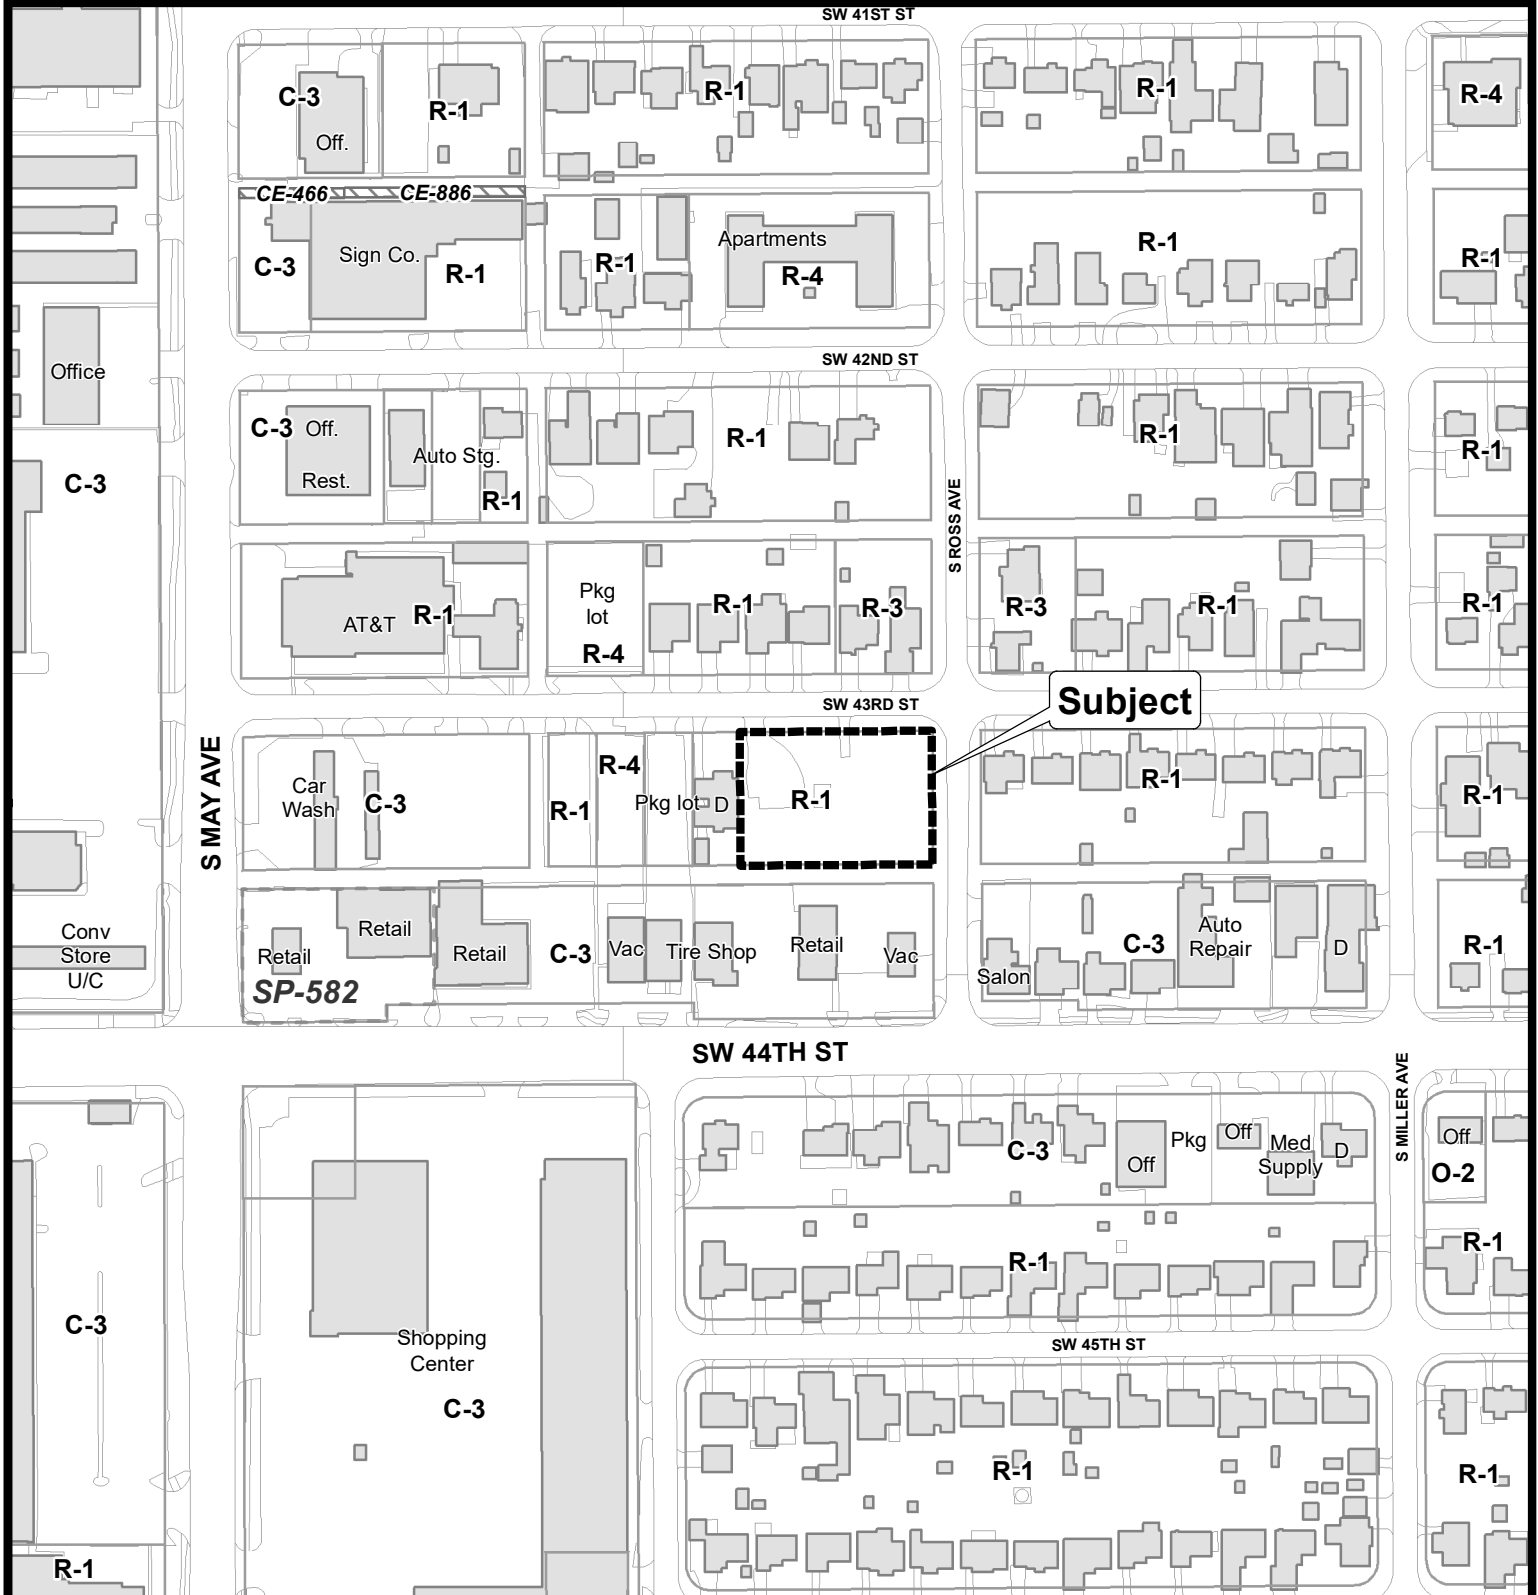 SW 41ST ST
C-3
R-1
R-1
R-1
R-4
Off.
CE-466
CE-886
Sign Co.
C-3
R-1
R-1
Apartments
R-4
R-1
R-1
Office
SW 42ND ST
C-3
Off.
Rest.
Auto Stg.
R-1
R-1
R-1
R-1
C-3
S ROSS AVE
AT&T
R-1
Pkg
lot
R-4
R-1
R-3
R-3
R-1
R-1
SW 43RD ST
Subject
S MAY AVE
Car
Wash
C-3
R-1
R-4
Pkg lot
D
R-1
R-1
R-1
Conv
Store
U/C
Retail
Retail
Retail
SP-582
C-3
Vac
Tire Shop
Retail
Vac
Salon
C-3
Auto
Repair
D
R-1
SW 44TH ST
S MILLER AVE
C-3
Off
Pkg
Off
Med
Supply
D
Off
O-2
R-1
R-1
C-3
Shopping
Center
C-3
SW 45TH ST
R-1
R-1
R-1